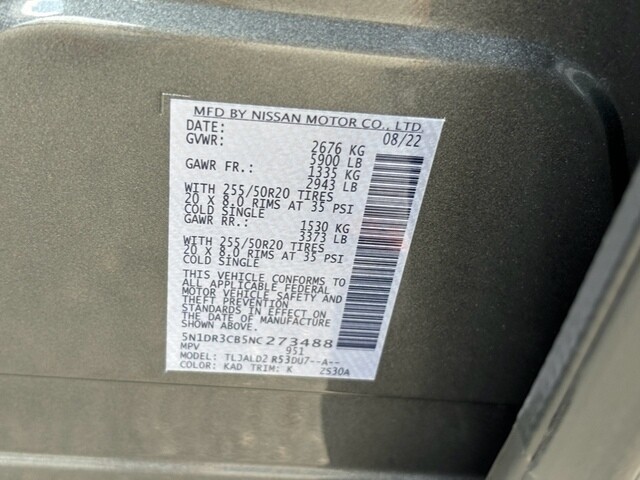 MFD BY NISSAN MOTOR CO., LTD.
DATE: 08/22
GVWR: 2676 KG
5900 LB
GAWR FR.: 1335 KG
2943 LB
WITH 255/50R20 TIRES
20 X 8.0 RIMS AT 35 PSI
COLD SINGLE
GAWR RR.: 1530 KG
3373 LB
WITH 255/50R20 TIRES
20 X 8.0 RIMS AT 35 PSI
COLD SINGLE
THIS VEHICLE CONFORMS TO
ALL APPLICABLE FEDERAL
MOTOR VEHICLE SAFETY AND
THEFT PREVENTION
STANDARDS IN EFFECT ON
THE DATE OF MANUFACTURE
5N1DR3CB5NC273488
MPV 951
MODEL: TLJALD2 R53DU7--A--
COLOR: KAD TRIM: K 2S30A